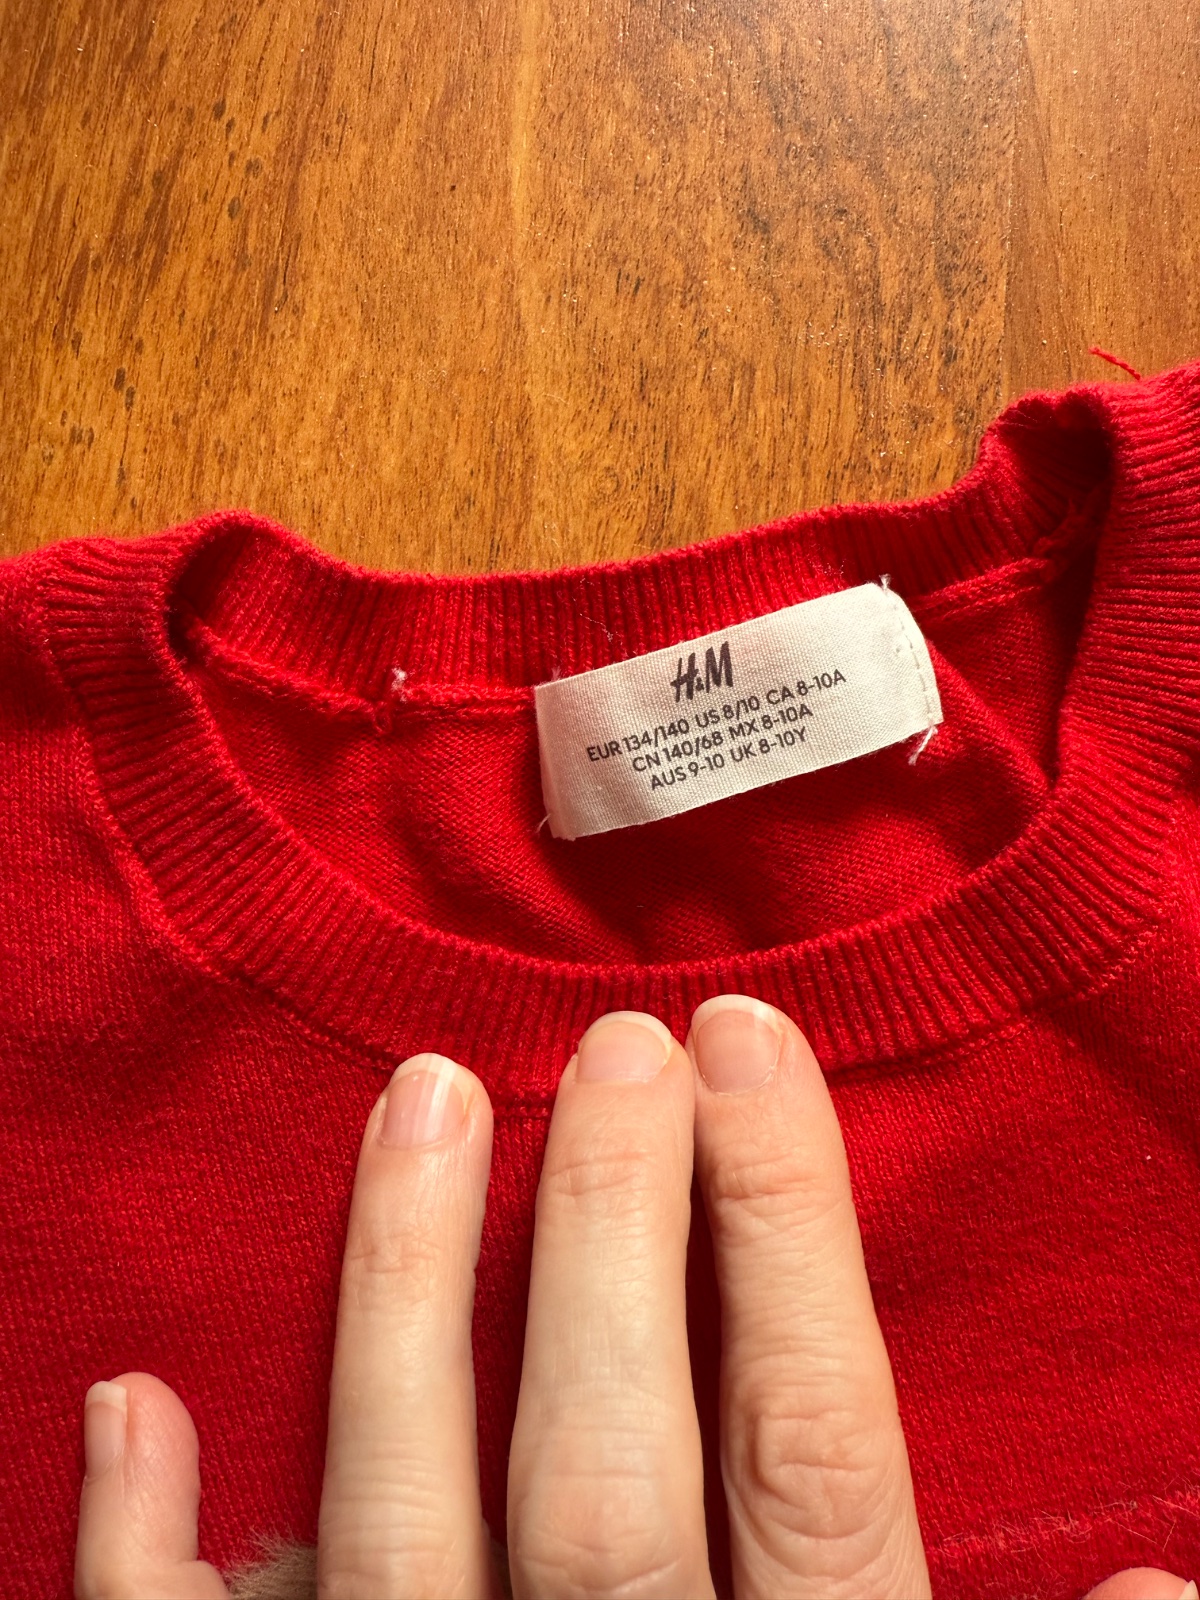 H&M
EUR 134/140 US 8/10 CA 8-10A
CN 140/68 MX 8-10A
AUS 9-10 UK 8-10Y